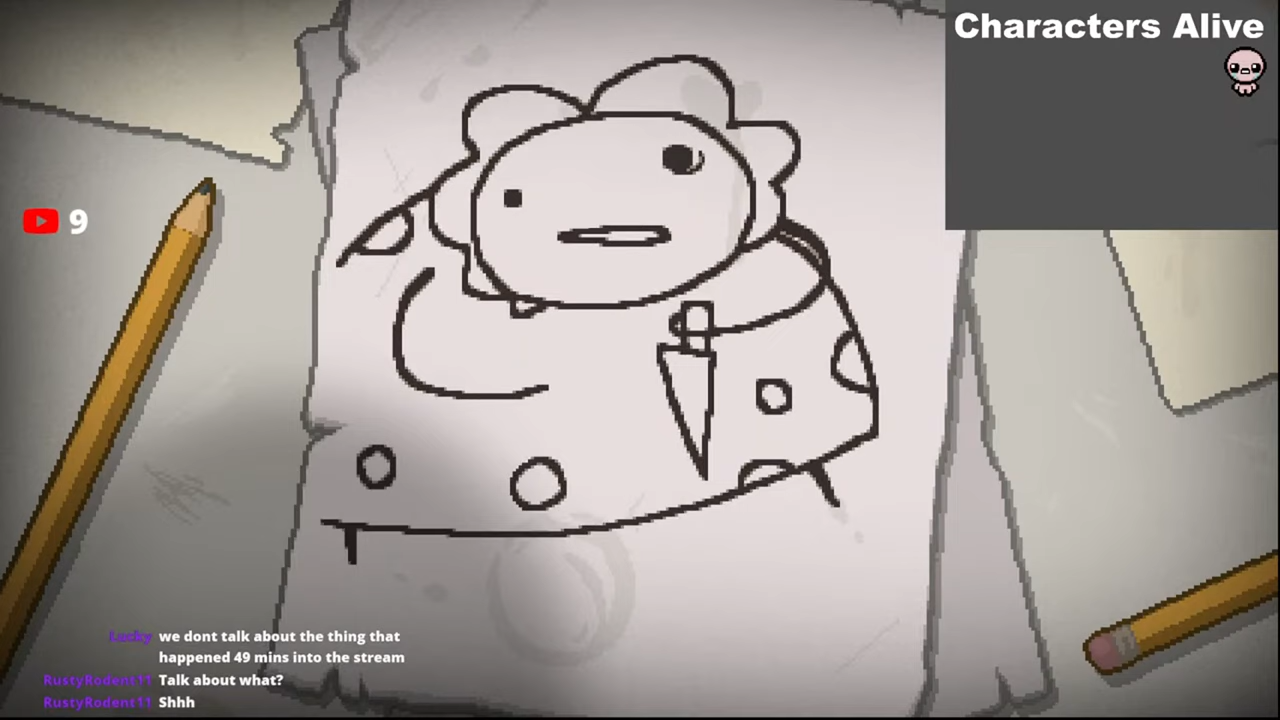 Characters Alive
9
Lacky we dont talk about the thing that
happened 49 mins into the stream
RustyRodent11 Talk about what?
RustyRodent11 Shhh